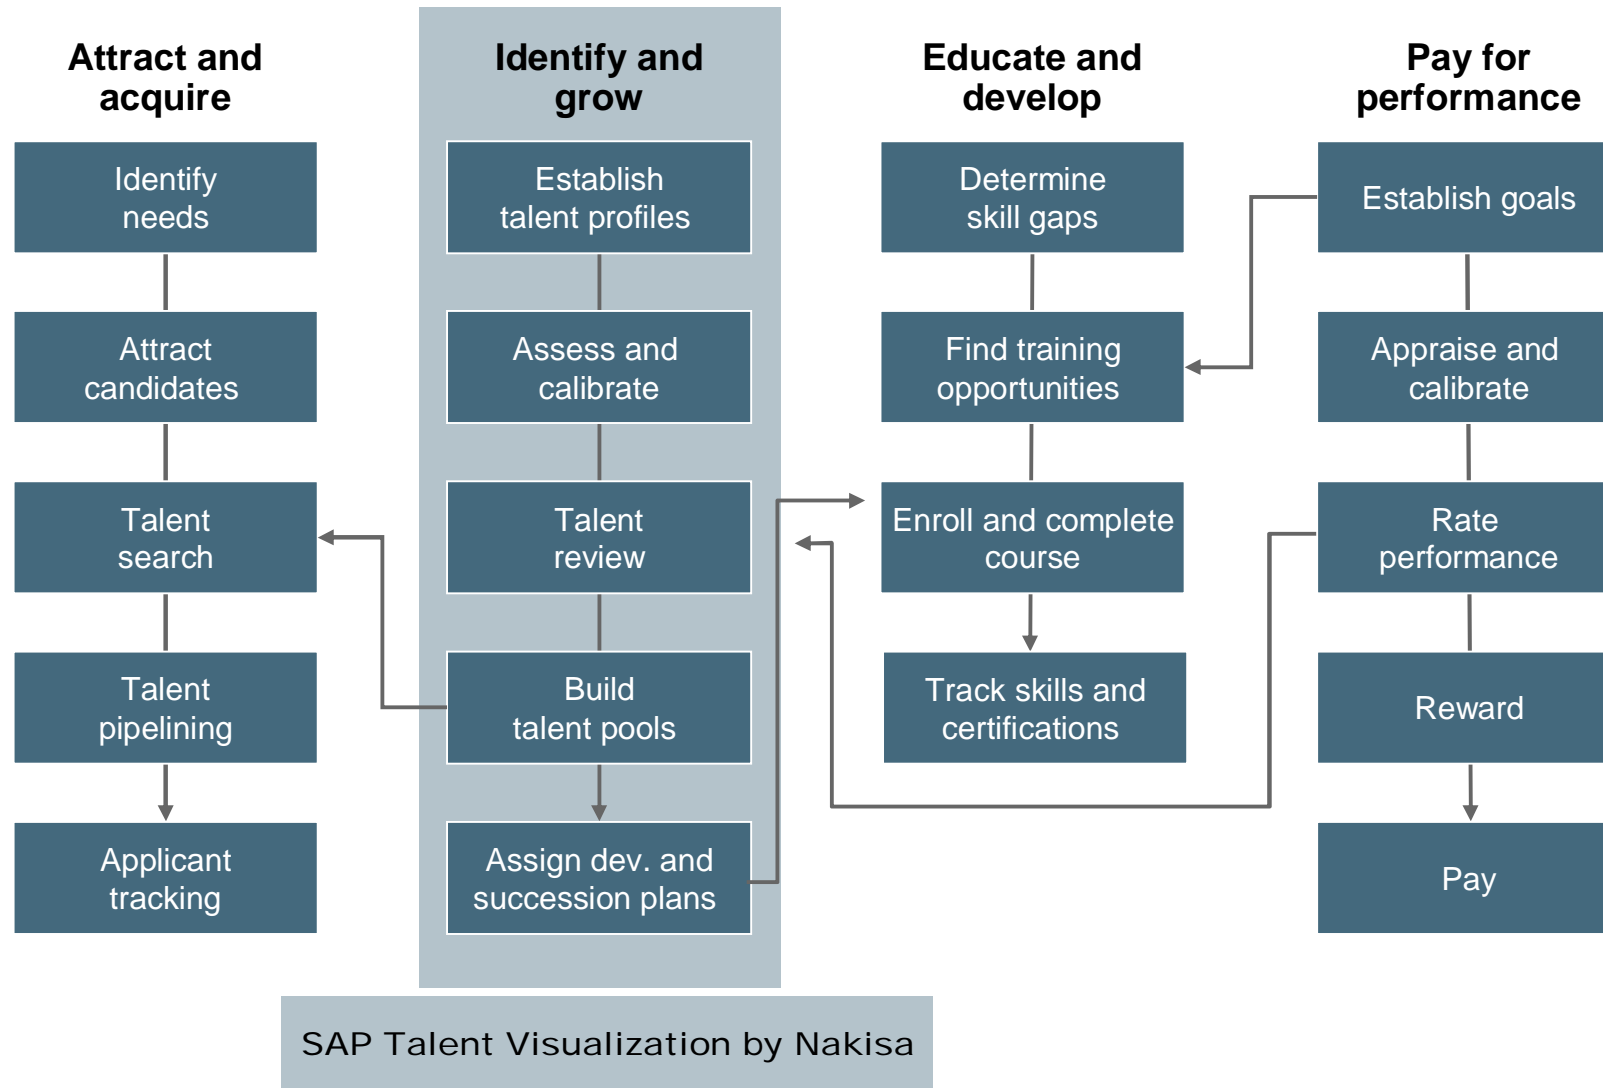 Attract and
acquire
Identify
needs
Attract
candidates
Talent
search
Talent
pipelining
Applicant
tracking
Identify and
grow
Establish
talent profiles
Assess and
calibrate
Talent
review
Build
talent pools
Assign dev. and
succession plans
Educate and
develop
Determine
skill gaps
Find training
opportunities
Enroll and complete
course
Track skills and
certifications
Pay for
performance
Establish goals
Appraise and
calibrate
Rate
performance
Reward
Pay
SAP Talent Visualization by Nakisa